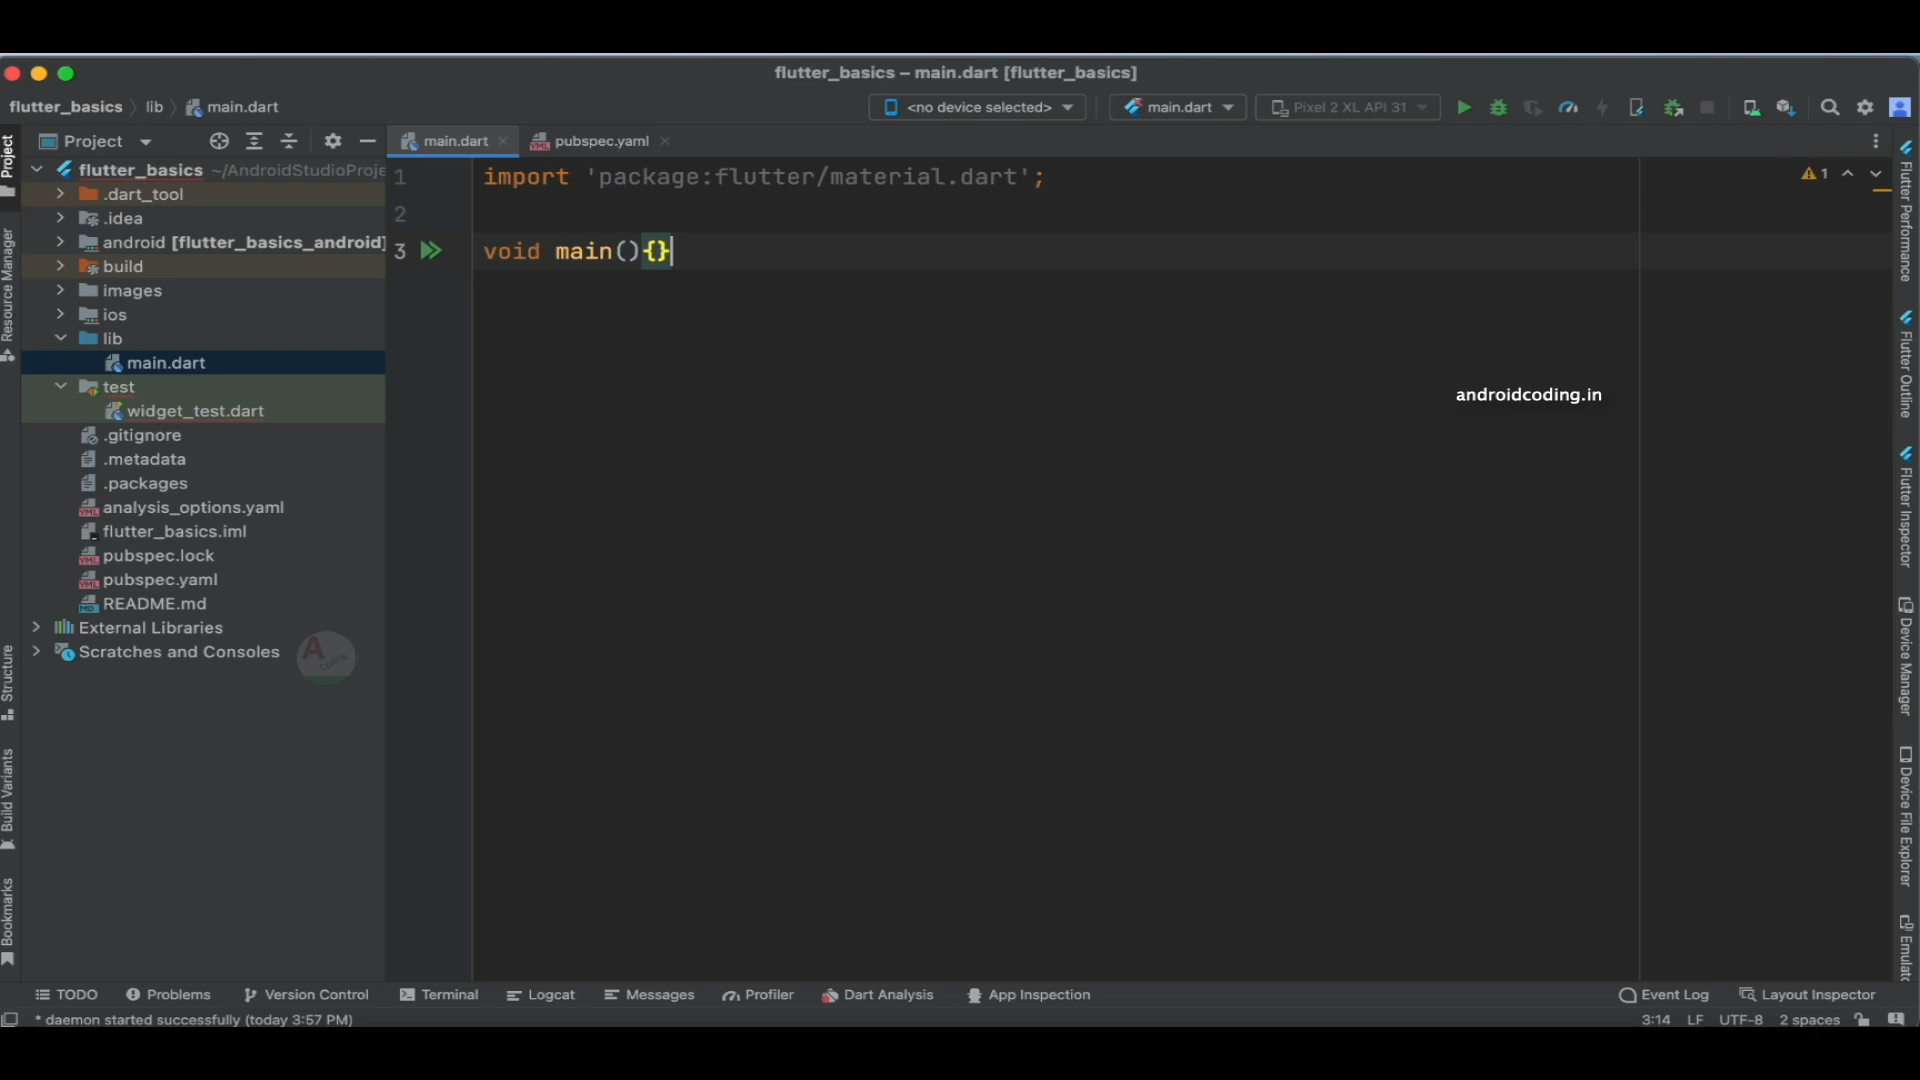 flutter_basics – main.dart [flutter_basics]
flutter_basics lib main.dart
<no device selected> main.dart Pixel 2 XL API 31
Project
main.dart pubspec.yaml
flutter_basics ~/AndroidStudioProje
.dart_tool
.idea
android [flutter_basics_android]
build
images
ios
lib
main.dart
test
widget_test.dart
.gitignore
.metadata
.packages
analysis_options.yaml
flutter_basics.iml
pubspec.lock
pubspec.yaml
README.md
External Libraries
Scratches and Consoles
1 import 'package:flutter/material.dart';
2
3 void main(){}
1
androidcoding.in
A Coding
Project
Resource Manager
Structure
Build Variants
Bookmarks
Flutter Performance
Flutter Outline
Flutter Inspector
Device Manager
Device File Explorer
Emulato
TODO Problems Version Control Terminal Logcat Messages Profiler Dart Analysis App Inspection Event Log Layout Inspector
* daemon started successfully (today 3:57 PM) 3:14 LF UTF-8 2 spaces